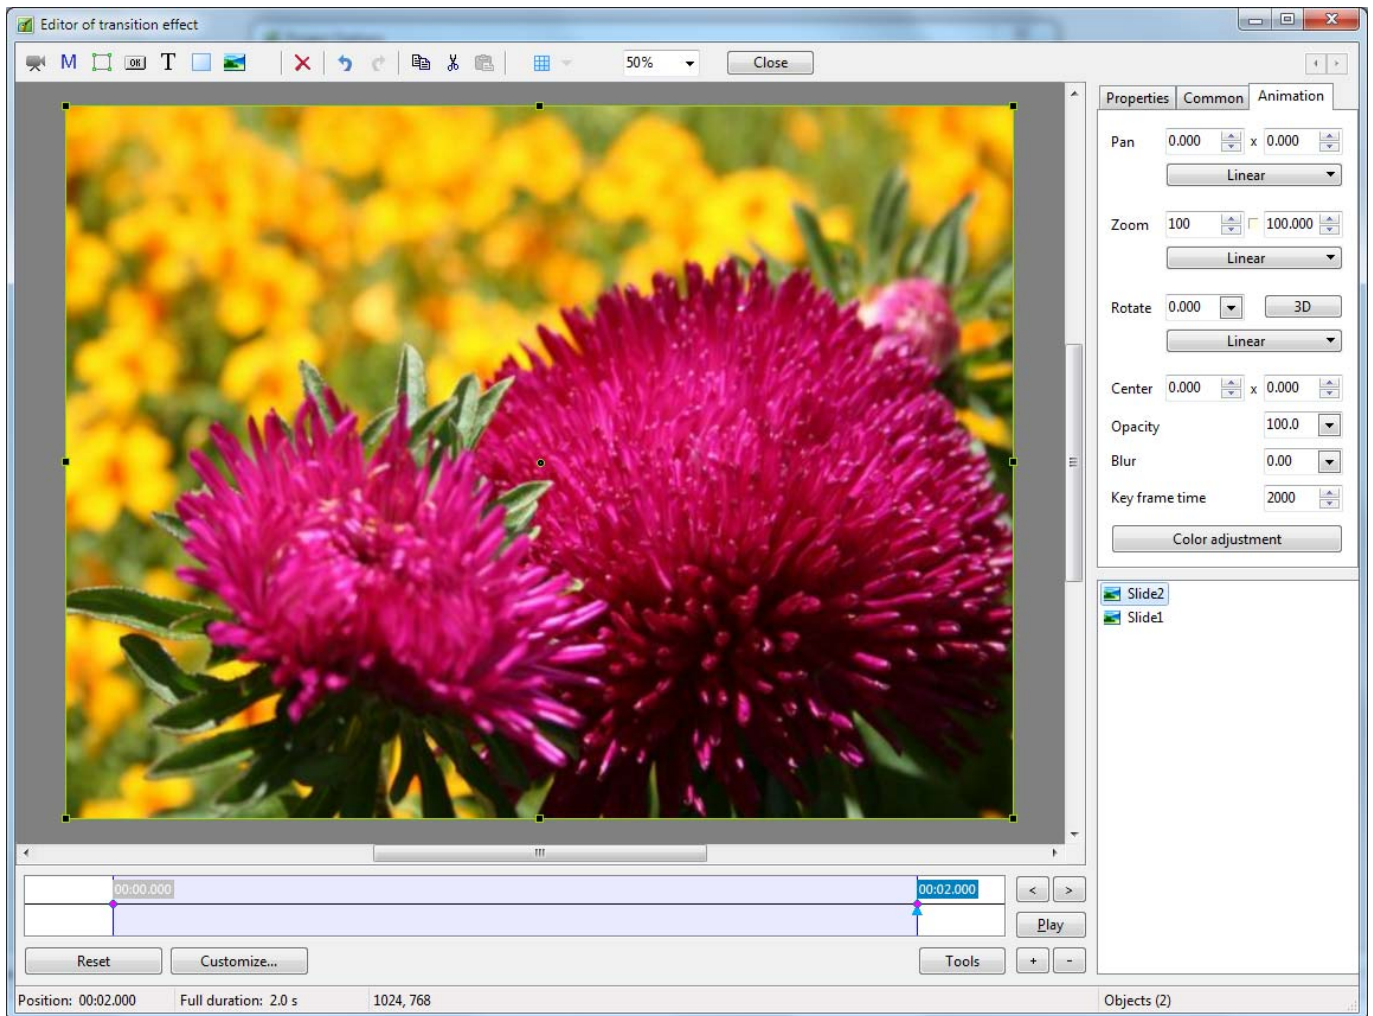 Editor of transition effect
M OK T 50% Close
Properties Common Animation
Pan 0.000 x 0.000
Linear
Zoom 100 100.000
Linear
Rotate 0.000 3D
Linear
Center 0.000 x 0.000
Opacity 100.0
Blur 0.00
Key frame time 2000
Color adjustment
Slide2
Slide1
00:00.000 00:02.000 < >
Play
Reset Customize... Tools + -
Position: 00:02.000 Full duration: 2.0 s 1024, 768 Objects (2)